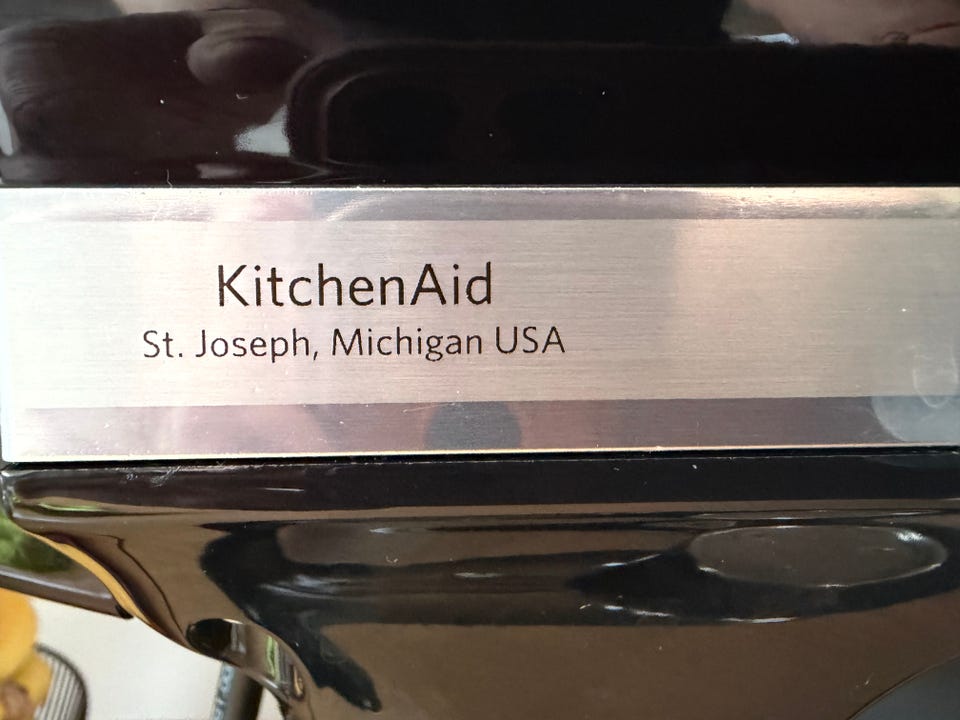 KitchenAid
St. Joseph, Michigan USA